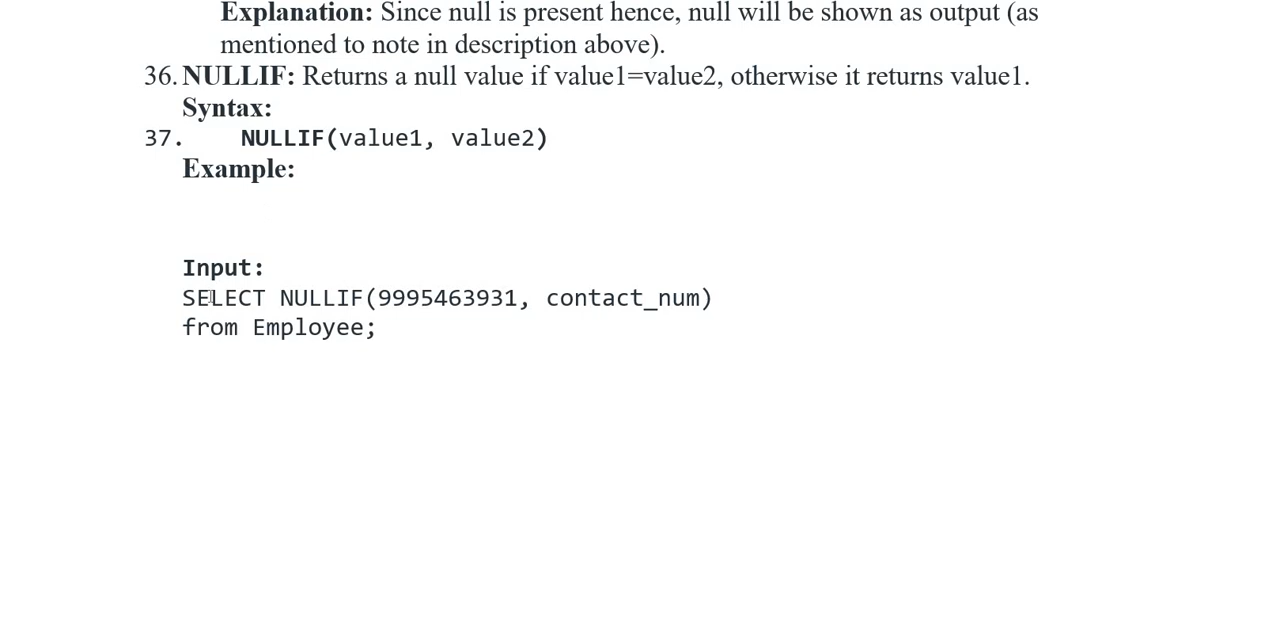 Explanation: Since null is present hence, null will be shown as output (as
mentioned to note in description above).
36. NULLIF: Returns a null value if value1=value2, otherwise it returns value1.
Syntax:
37. NULLIF(value1, value2)
Example:
Input:
SELECT NULLIF(9995463931, contact_num)
from Employee;